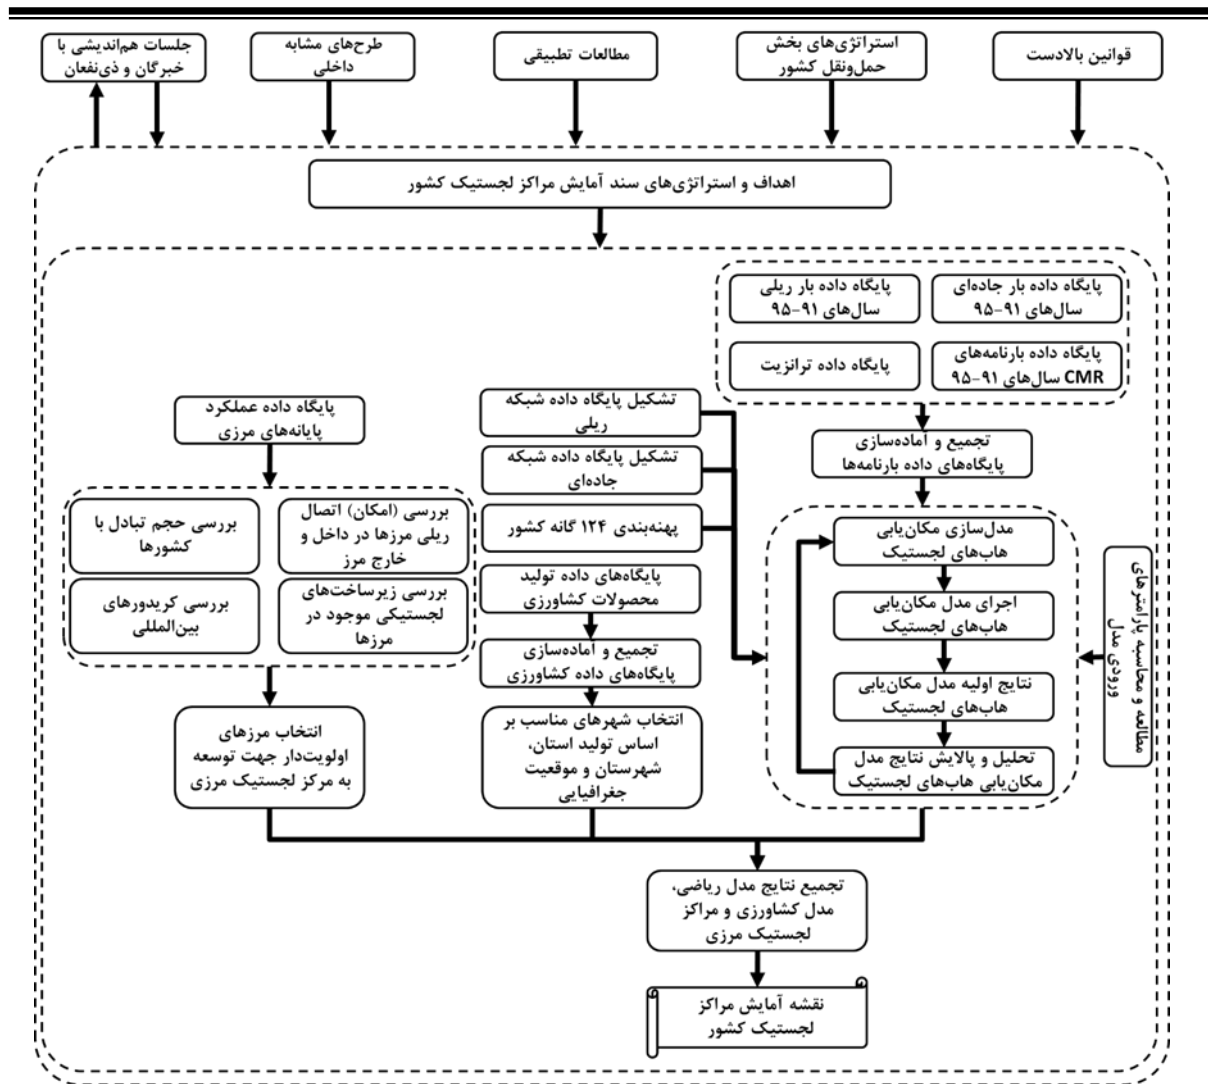 قوانین بالادست
استراتژی‌های بخش
حمل‌ونقل کشور
مطالعات تطبیقی
طرح‌های مشابه
داخلی
جلسات هم‌اندیشی با
خبرگان و ذی‌نفعان
اهداف و استراتژی‌های سند آمایش مراکز لجستیک کشور
پایگاه داده بار جاده‌ای
سال‌های ۹۱-۹۵
پایگاه داده بار ریلی
سال‌های ۹۱-۹۵
پایگاه داده بارنامه‌های
CMR سال‌های ۹۱-۹۵
پایگاه داده ترانزیت
تجمیع و آماده‌سازی
پایگاه‌های داده بارنامه‌ها
مدل‌سازی مکان‌یابی
هاب‌های لجستیک
اجرای مدل مکان‌یابی
هاب‌های لجستیک
نتایج اولیه مدل مکان‌یابی
هاب‌های لجستیک
تحلیل و پالایش نتایج مدل
مکان‌یابی هاب‌های لجستیک
مطالعه و محاسبه پارامترهای
ورودی مدل
تشکیل پایگاه داده شبکه
ریلی
تشکیل پایگاه داده شبکه
جاده‌ای
پهنه‌بندی ۱۲۴ گانه کشور
پایگاه‌های داده تولید
محصولات کشاورزی
تجمیع و آماده‌سازی
پایگاه‌های داده کشاورزی
انتخاب شهرهای مناسب بر
اساس تولید استان،
شهرستان و موقعیت
جغرافیایی
پایگاه داده عملکرد
پایانه‌های مرزی
بررسی (امکان) اتصال
ریلی مرزها در داخل و
خارج مرز
بررسی حجم تبادل با
کشورها
بررسی زیرساخت‌های
لجستیکی موجود در
مرزها
بررسی کریدورهای
بین‌المللی
انتخاب مرزهای
اولویت‌دار جهت توسعه
به مرکز لجستیک مرزی
تجمیع نتایج مدل ریاضی،
مدل کشاورزی و مراکز
لجستیک مرزی
نقشه آمایش مراکز
لجستیک کشور